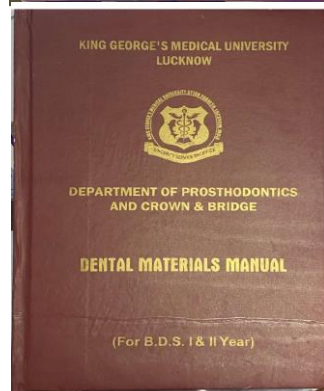 KING GEORGE'S MEDICAL UNIVERSITY
LUCKNOW
DEPARTMENT OF PROSTHODONTICS
AND CROWN & BRIDGE
DENTAL MATERIALS MANUAL
(For B.D.S. I & II Year)